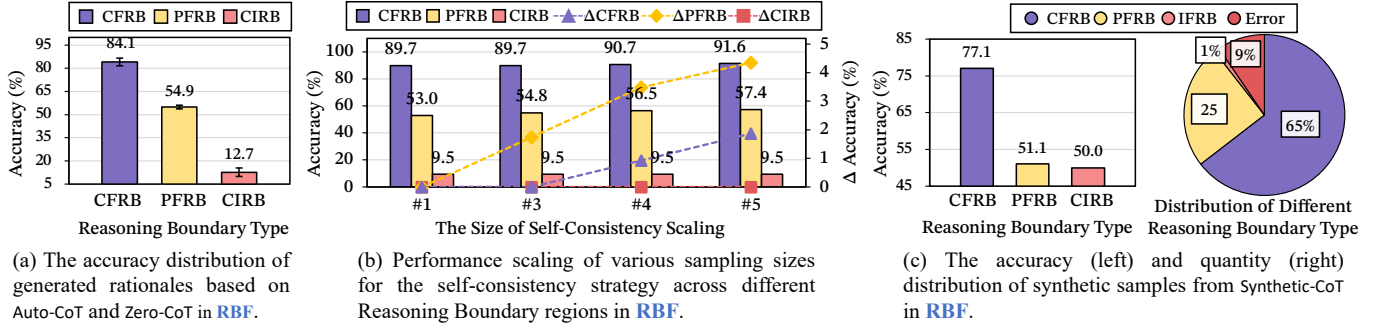 CFRB PFRB CIRB
Accuracy (%)
95
80
65
50
35
20
5
84.1
54.9
12.7
CFRB PFRB CIRB
Reasoning Boundary Type
(a) The accuracy distribution of
generated rationales based on
Auto-CoT and Zero-CoT in RBF.
CFRB PFRB CIRB ΔCFRB ΔPFRB ΔCIRB
Accuracy (%)
100
80
60
40
20
0
89.7 89.7 90.7 91.6
53.0 54.8 56.5 57.4
9.5 9.5 9.5 9.5
5
4
3
2
1
0
Δ Accuracy (%)
#1 #3 #4 #5
The Size of Self-Consistency Scaling
(b) Performance scaling of various sampling sizes
for the self-consistency strategy across different
Reasoning Boundary regions in RBF.
CFRB PFRB IFRB Error
Accuracy (%)
85
75
65
55
45
77.1
51.1
50.0
CFRB PFRB CIRB
Reasoning Boundary Type
1%
9%
25
65%
Distribution of Different
Reasoning Boundary Type
(c) The accuracy (left) and quantity (right)
distribution of synthetic samples from Synthetic-CoT
in RBF.